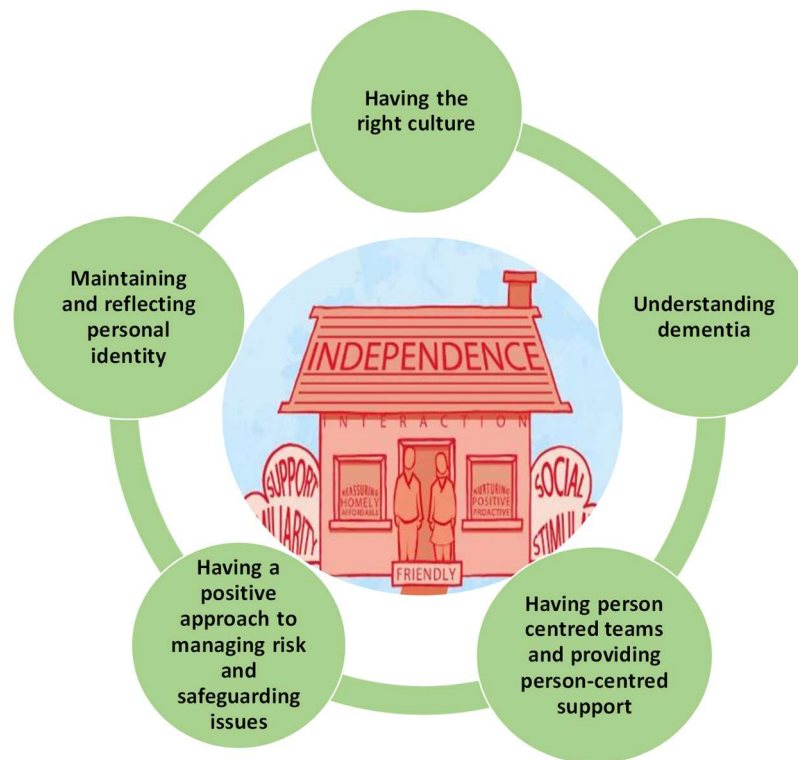 Having the
right culture
Understanding
dementia
Having person
centred teams
and providing
person-centred
support
Having a
positive
approach to
managing risk
and
safeguarding
issues
Maintaining
and reflecting
personal
identity
INDEPENDENCE
INTERACTION
SUPPORT
ILIARITY
REASSURING
HOMELY
AFFORDABLE
NURTURING
POSITIVE
PROACTIVE
SOCIAL
STIMULA
FRIENDLY